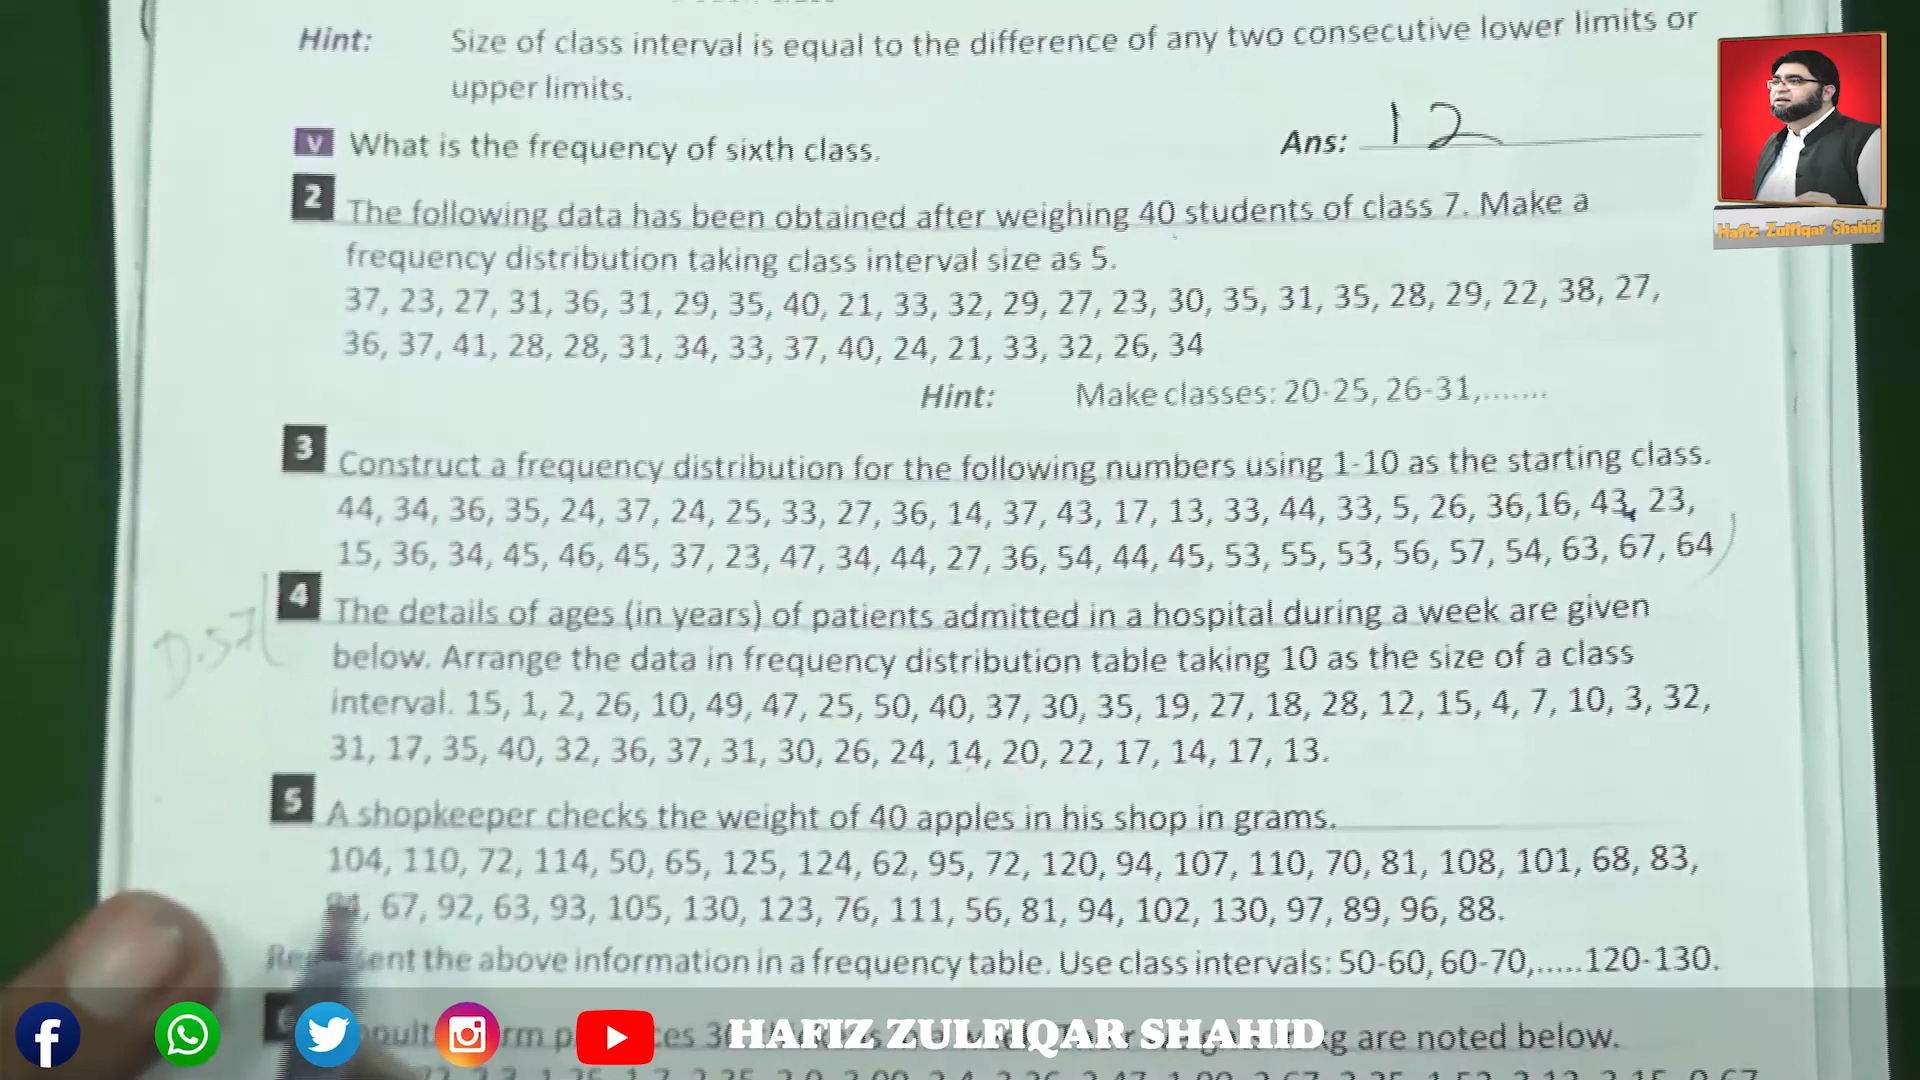 Hint: Size of class interval is equal to the difference of any two consecutive lower limits or
upper limits.
v What is the frequency of sixth class. Ans: 12
2 The following data has been obtained after weighing 40 students of class 7. Make a
frequency distribution taking class interval size as 5.
37, 23, 27, 31, 36, 31, 29, 35, 40, 21, 33, 32, 29, 27, 23, 30, 35, 31, 35, 28, 29, 22, 38, 27,
36, 37, 41, 28, 28, 31, 34, 33, 37, 40, 24, 21, 33, 32, 26, 34
Hint: Make classes: 20-25, 26-31,.......
3 Construct a frequency distribution for the following numbers using 1-10 as the starting class.
44, 34, 36, 35, 24, 37, 24, 25, 33, 27, 36, 14, 37, 43, 17, 13, 33, 44, 33, 5, 26, 36,16, 43, 23,
15, 36, 34, 45, 46, 45, 37, 23, 47, 34, 44, 27, 36, 54, 44, 45, 53, 55, 53, 56, 57, 54, 63, 67, 64
4 The details of ages (in years) of patients admitted in a hospital during a week are given
below. Arrange the data in frequency distribution table taking 10 as the size of a class
interval. 15, 1, 2, 26, 10, 49, 47, 25, 50, 40, 37, 30, 35, 19, 27, 18, 28, 12, 15, 4, 7, 10, 3, 32,
31, 17, 35, 40, 32, 36, 37, 31, 30, 26, 24, 14, 20, 22, 17, 14, 17, 13.
5 A shopkeeper checks the weight of 40 apples in his shop in grams.
104, 110, 72, 114, 50, 65, 125, 124, 62, 95, 72, 120, 94, 107, 110, 70, 81, 108, 101, 68, 83,
67, 92, 63, 93, 105, 130, 123, 76, 111, 56, 81, 94, 102, 130, 97, 89, 96, 88.
the above information in a frequency table. Use class intervals: 50-60, 60-70,.....120-130.
are noted below.
Hafiz Zulfiqar Shahid
HAFIZ ZULFIQAR SHAHID